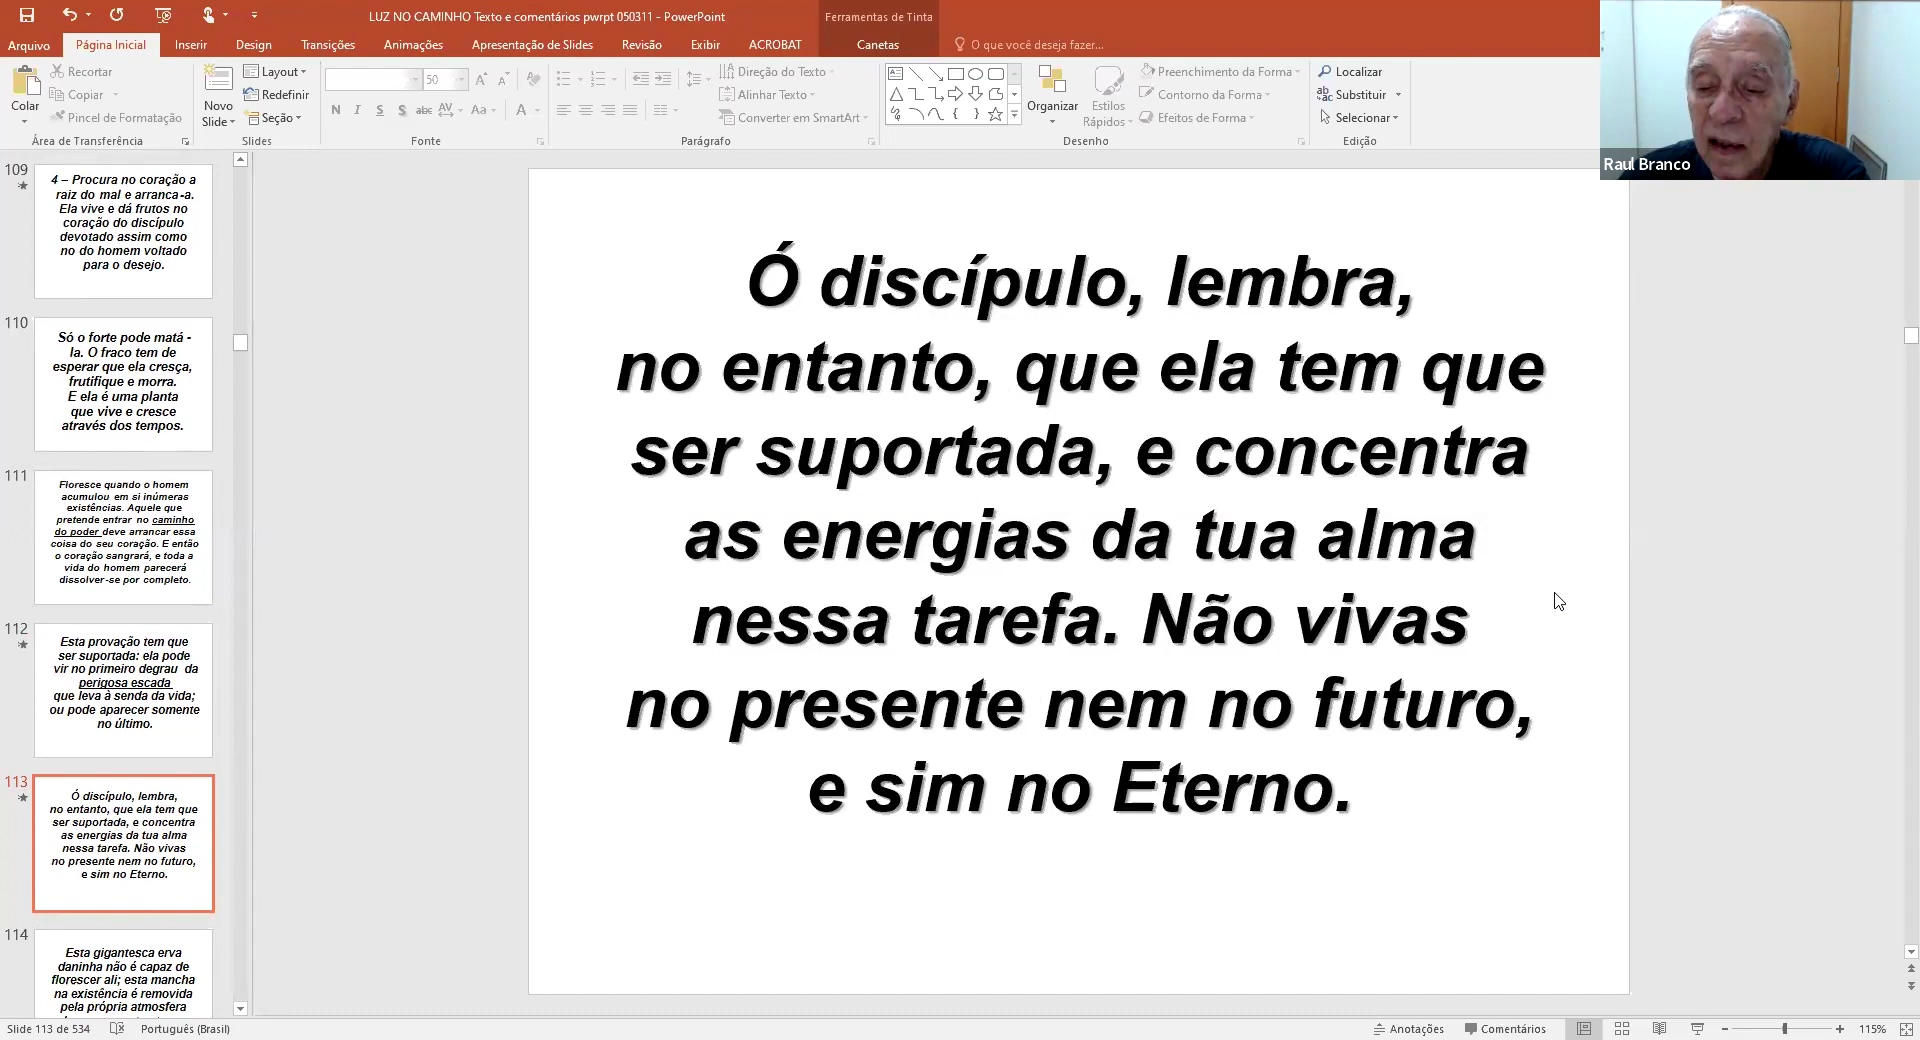 LUZ NO CAMINHO Texto e comentários pwrpt 050311 - PowerPoint
Ferramentas de Tinta
Arquivo Página Inicial Inserir Design Transições Animações Apresentação de Slides Revisão Exibir ACROBAT Canetas O que você deseja fazer...
Colar
Recortar
Copiar
Pincel de Formatação
Área de Transferência
Novo
Slide
Layout
Redefinir
Seção
Slides
50
N I S S abc AV Aa A
Fonte
Direção do Texto
Alinhar Texto
Converter em SmartArt
Parágrafo
Organizar
Estilos
Rápidos
Preenchimento da Forma
Contorno da Forma
Efeitos de Forma
Desenho
Localizar
Substituir
Selecionar
Edição
Raul Branco
109
4 – Procura no coração a
raiz do mal e arranca-a.
Ela vive e dá frutos no
coração do discípulo
devotado assim como
no do homem voltado
para o desejo.
110
Só o forte pode matá -
la. O fraco tem de
esperar que ela cresça,
frutifique e morra.
E ela é uma planta
que vive e cresce
através dos tempos.
111
Floresce quando o homem
acumulou em si inúmeras
existências. Aquele que
pretende entrar no caminho
do poder deve arrancar essa
coisa do seu coração. E então
o coração sangrará, e toda a
vida do homem parecerá
dissolver-se por completo.
112
Esta provação tem que
ser suportada: ela pode
vir no primeiro degrau da
perigosa escada
que leva à senda da vida;
ou pode aparecer somente
no último.
113
Ó discípulo, lembra,
no entanto, que ela tem que
ser suportada, e concentra
as energias da tua alma
nessa tarefa. Não vivas
no presente nem no futuro,
e sim no Eterno.
114
Esta gigantesca erva
daninha não é capaz de
florescer ali; esta mancha
na existência é removida
pela própria atmosfera
Ó discípulo, lembra,
no entanto, que ela tem que
ser suportada, e concentra
as energias da tua alma
nessa tarefa. Não vivas
no presente nem no futuro,
e sim no Eterno.
Slide 113 de 534 Português (Brasil) Anotações Comentários 115%